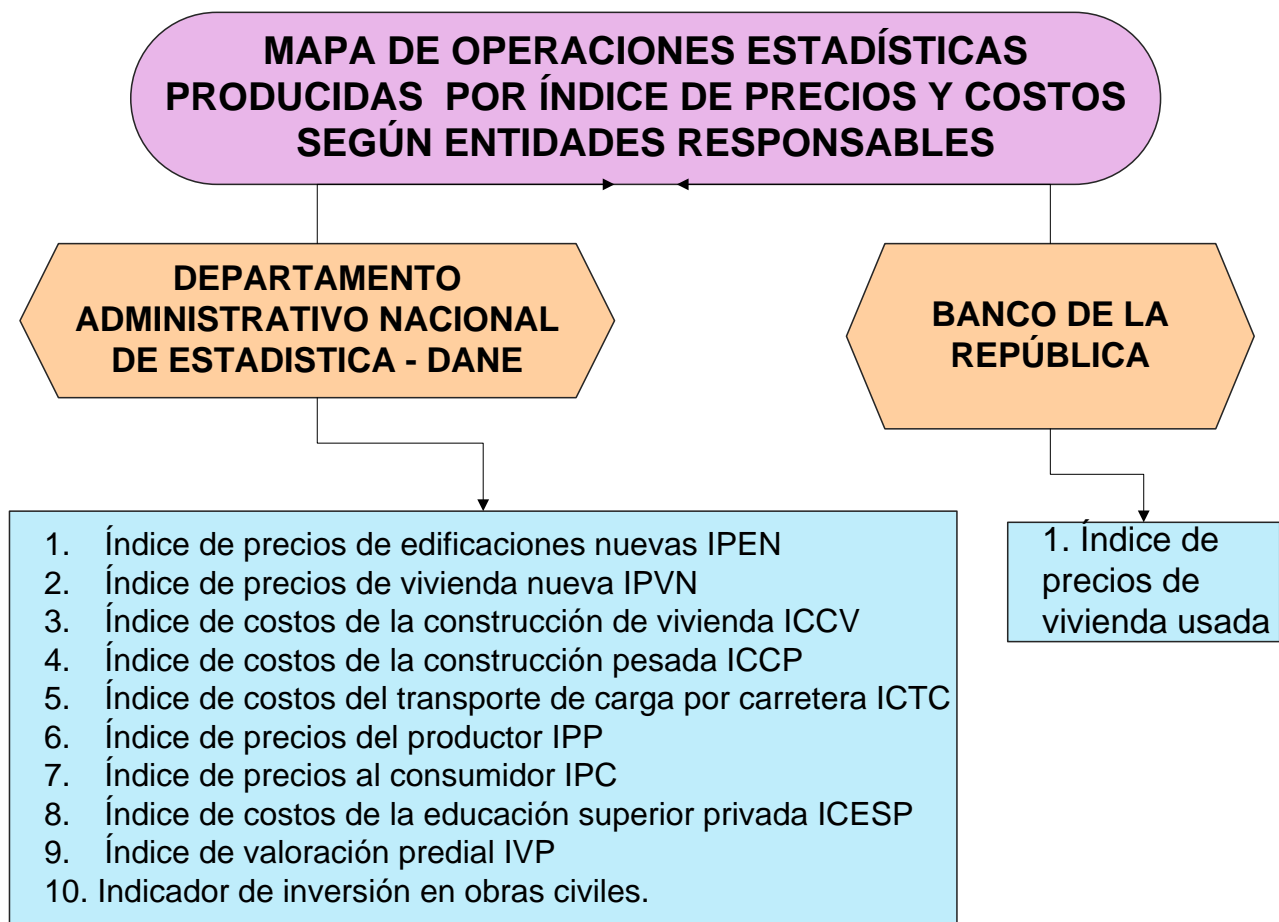 MAPA DE OPERACIONES ESTADÍSTICAS
PRODUCIDAS POR ÍNDICE DE PRECIOS Y COSTOS
SEGÚN ENTIDADES RESPONSABLES
DEPARTAMENTO
ADMINISTRATIVO NACIONAL
DE ESTADISTICA - DANE
BANCO DE LA
REPÚBLICA
1. Índice de precios de edificaciones nuevas IPEN
2. Índice de precios de vivienda nueva IPVN
3. Índice de costos de la construcción de vivienda ICCV
4. Índice de costos de la construcción pesada ICCP
5. Índice de costos del transporte de carga por carretera ICTC
6. Índice de precios del productor IPP
7. Índice de precios al consumidor IPC
8. Índice de costos de la educación superior privada ICESP
9. Índice de valoración predial IVP
10. Indicador de inversión en obras civiles.
1. Índice de
precios de
vivienda usada